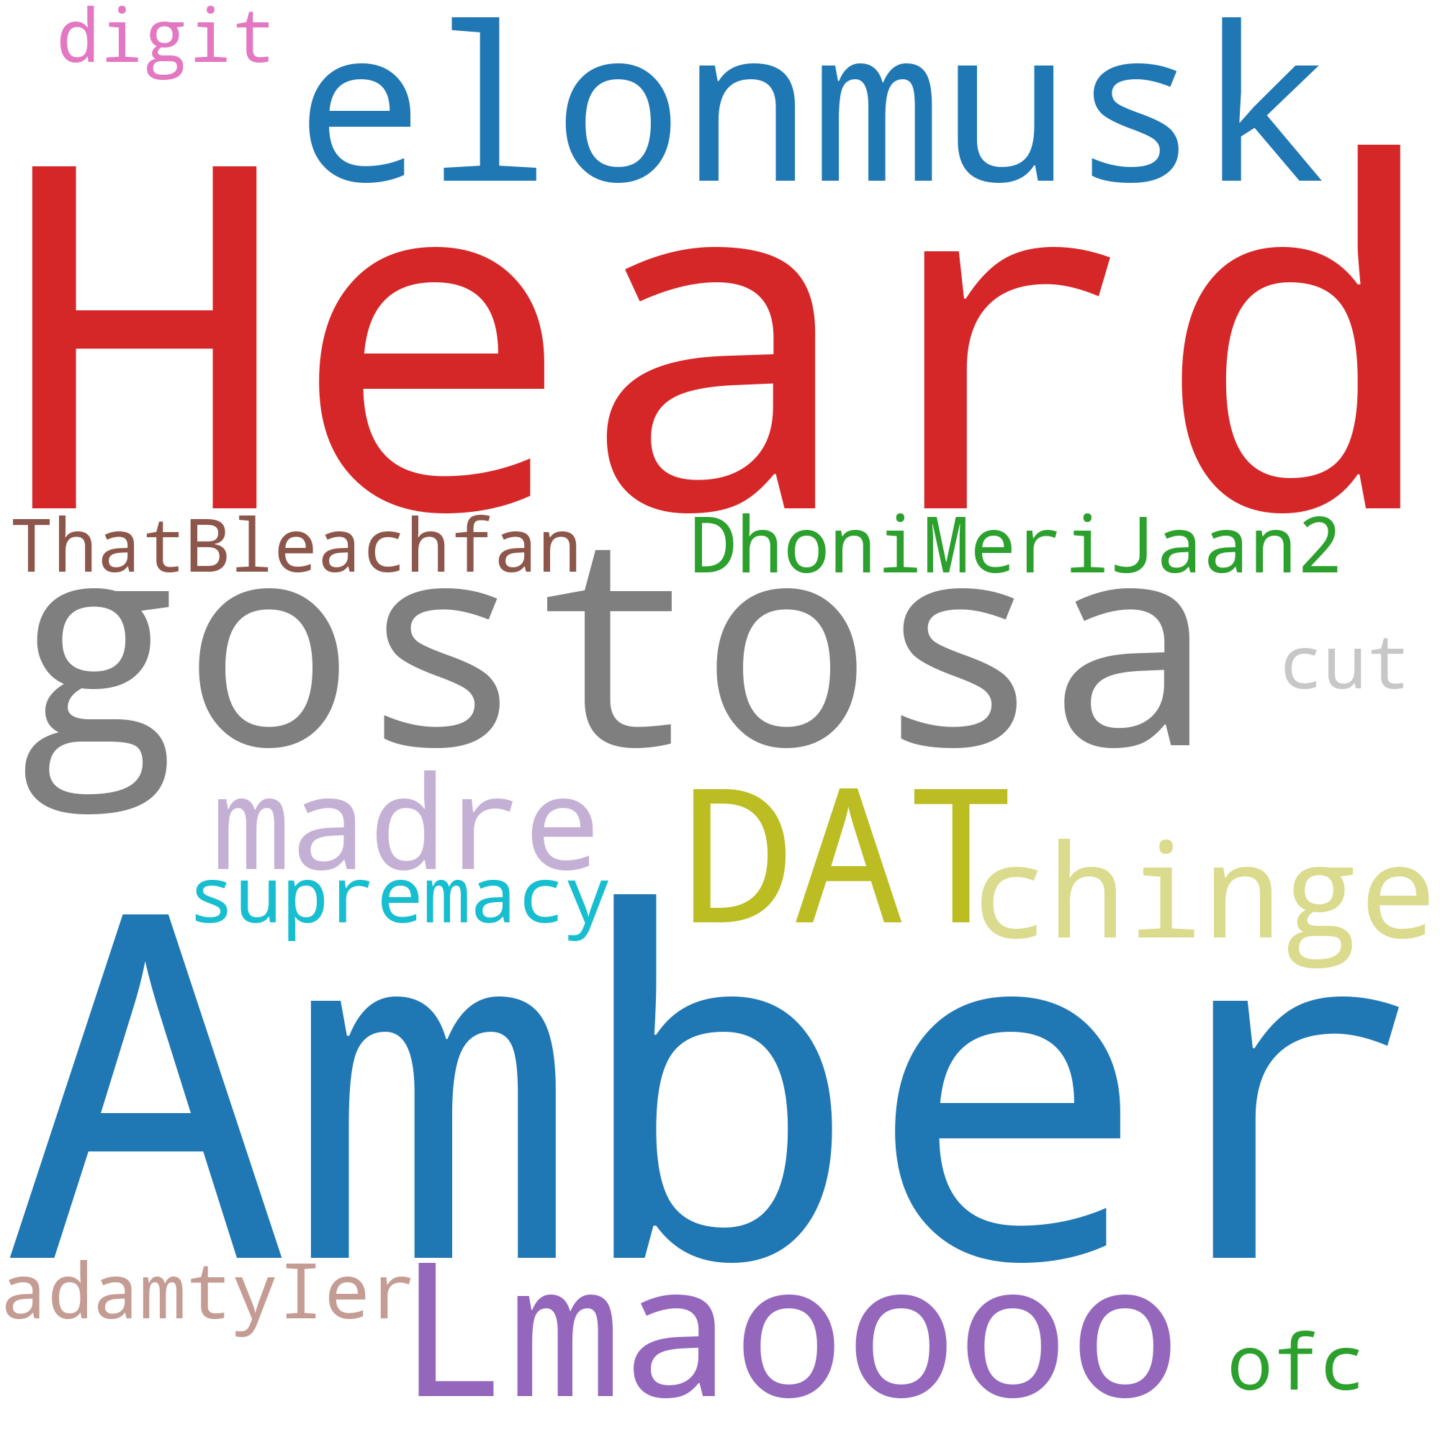 digit
elonmusk
Heard
ThatBleachfan
DhoniMeriJaan2
gostosa
cut
madre
DAT
chinge
supremacy
Amber
adamtyIer
Lmaoooo
ofc